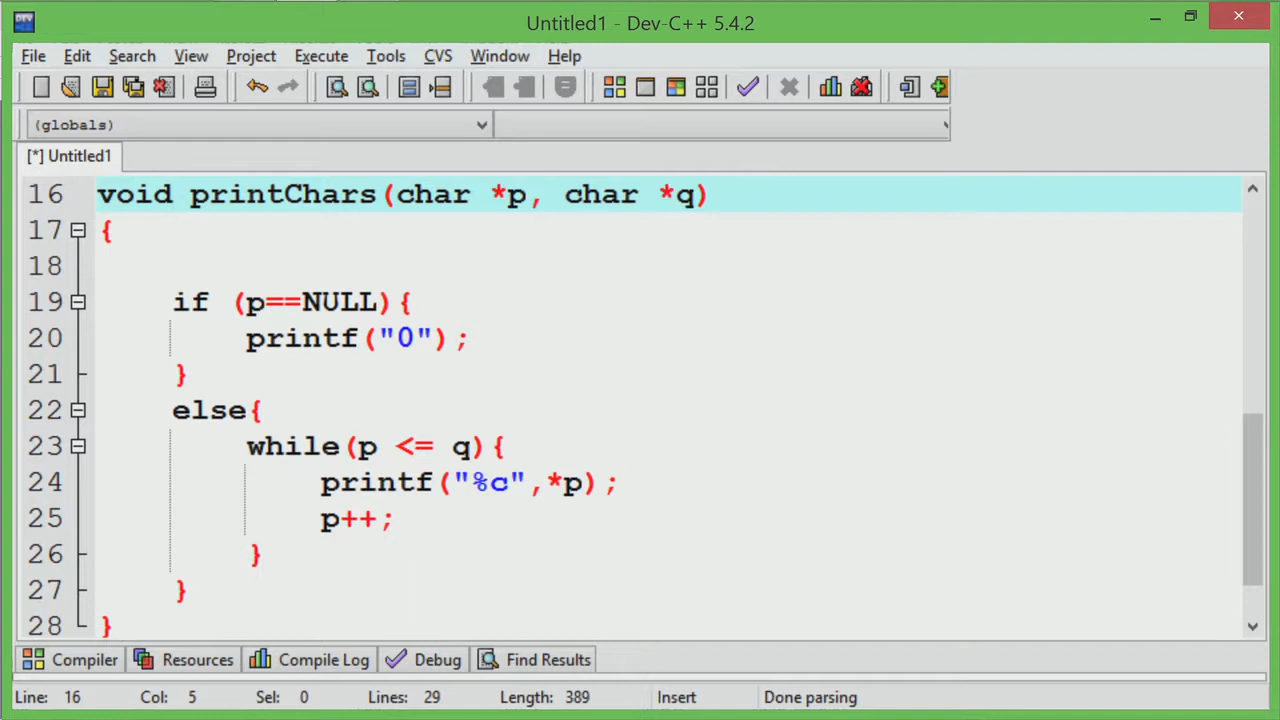 Untitled1 - Dev-C++ 5.4.2
File Edit Search View Project Execute Tools CVS Window Help
(globals)
[*] Untitled1
16 void printChars(char *p, char *q)
17 {
18
19 if (p==NULL){
20 printf("0");
21 }
22 else{
23 while(p <= q){
24 printf("%c",*p);
25 p++;
26 }
27 }
28 }
Compiler Resources Compile Log Debug Find Results
Line: 16 Col: 5 Sel: 0 Lines: 29 Length: 389 Insert Done parsing